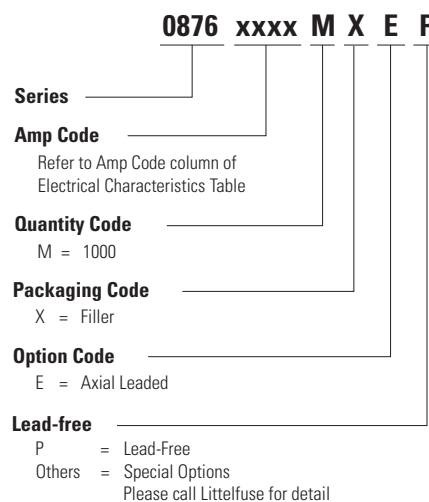 0876 xxxx M X E P
Series
Amp Code
Refer to Amp Code column of
Electrical Characteristics Table
Quantity Code
M = 1000
Packaging Code
X = Filler
Option Code
E = Axial Leaded
Lead-free
P = Lead-Free
Others = Special Options
Please call Littelfuse for detail